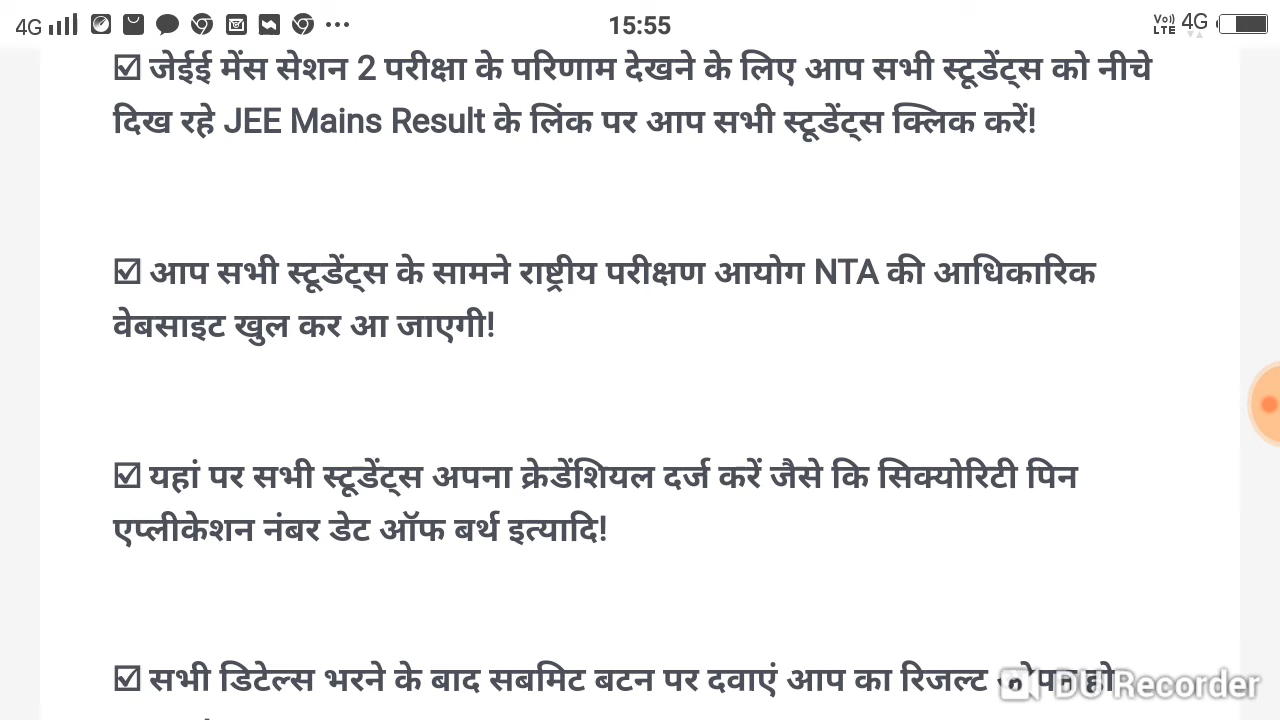 4G 15:55 Vo)) LTE 4G
☑ जेईई मेंस सेशन 2 परीक्षा के परिणाम देखने के लिए आप सभी स्टूडेंट्स को नीचे
दिख रहे JEE Mains Result के लिंक पर आप सभी स्टूडेंट्स क्लिक करें!
☑ आप सभी स्टूडेंट्स के सामने राष्ट्रीय परीक्षण आयोग NTA की आधिकारिक
वेबसाइट खुल कर आ जाएगी!
☑ यहां पर सभी स्टूडेंट्स अपना क्रेडेंशियल दर्ज करें जैसे कि सिक्योरिटी पिन
एप्लीकेशन नंबर डेट ऑफ बर्थ इत्यादि!
☑ सभी डिटेल्स भरने के बाद सबमिट बटन पर दवाएं आप का रिजल्ट हो
DU Recorder